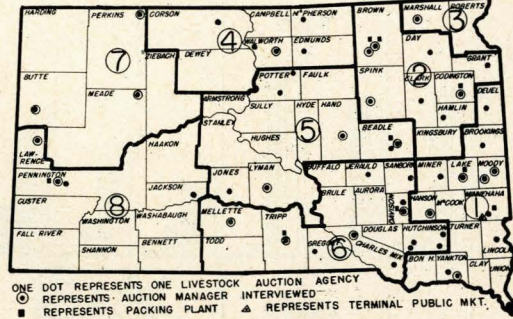 HARDING PERKINS CORSON CAMPBELL McPHERSON BROWN MARSHALL ROBERTS
3
4
WALWORTH EDMUNDS DAY
7 ZIEBACH DEWEY
2
GRANT
BUTTE
POTTER FAULK SPINK CLARK CODINGTON
MEADE
ARMSTRONG SULLY HYDE HAND HAMLIN DEUEL
STANLEY
5
BEADLE KINGSBURY BROOKINGS
LAW-
RENCE
HAAKON HUGHES
PENNINGTON
JONES LYMAN BUFFALO JERAULD SANBORN MINER LAKE MOODY
JACKSON
CUSTER
8
WASHINGTON WASHABAUGH
BRULE AURORA DAVISON HANSON McCOOK MINNEHAHA
1
MELLETTE TRIPP DOUGLAS HUTCHINSON TURNER
FALL RIVER SHANNON BENNETT TODD GREGORY
6
CHARLES MIX LINCOLN
BON H. YANKTON CLAY UNION
ONE DOT REPRESENTS ONE LIVESTOCK AUCTION AGENCY
REPRESENTS AUCTION MANAGER INTERVIEWED
REPRESENTS PACKING PLANT REPRESENTS TERMINAL PUBLIC MKT.